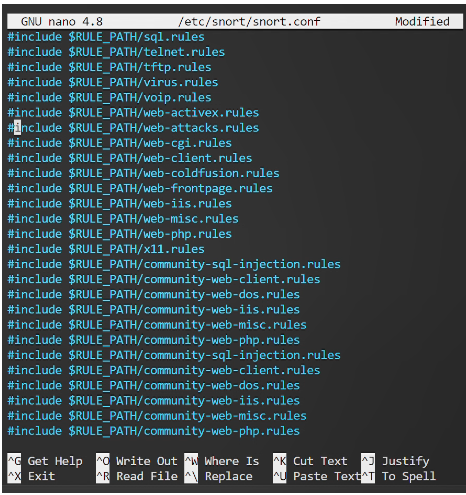 GNU nano 4.8 /etc/snort/snort.conf Modified
#include $RULE_PATH/sql.rules
#include $RULE_PATH/telnet.rules
#include $RULE_PATH/tftp.rules
#include $RULE_PATH/virus.rules
#include $RULE_PATH/voip.rules
#include $RULE_PATH/web-activex.rules
#include $RULE_PATH/web-attacks.rules
#include $RULE_PATH/web-cgi.rules
#include $RULE_PATH/web-client.rules
#include $RULE_PATH/web-coldfusion.rules
#include $RULE_PATH/web-frontpage.rules
#include $RULE_PATH/web-iis.rules
#include $RULE_PATH/web-misc.rules
#include $RULE_PATH/web-php.rules
#include $RULE_PATH/x11.rules
#include $RULE_PATH/community-sql-injection.rules
#include $RULE_PATH/community-web-client.rules
#include $RULE_PATH/community-web-dos.rules
#include $RULE_PATH/community-web-iis.rules
#include $RULE_PATH/community-web-misc.rules
#include $RULE_PATH/community-web-php.rules
#include $RULE_PATH/community-sql-injection.rules
#include $RULE_PATH/community-web-client.rules
#include $RULE_PATH/community-web-dos.rules
#include $RULE_PATH/community-web-iis.rules
#include $RULE_PATH/community-web-misc.rules
#include $RULE_PATH/community-web-php.rules
^G Get Help ^O Write Out ^W Where Is ^K Cut Text ^J Justify
^X Exit ^R Read File ^\ Replace ^U Paste Text ^T To Spell